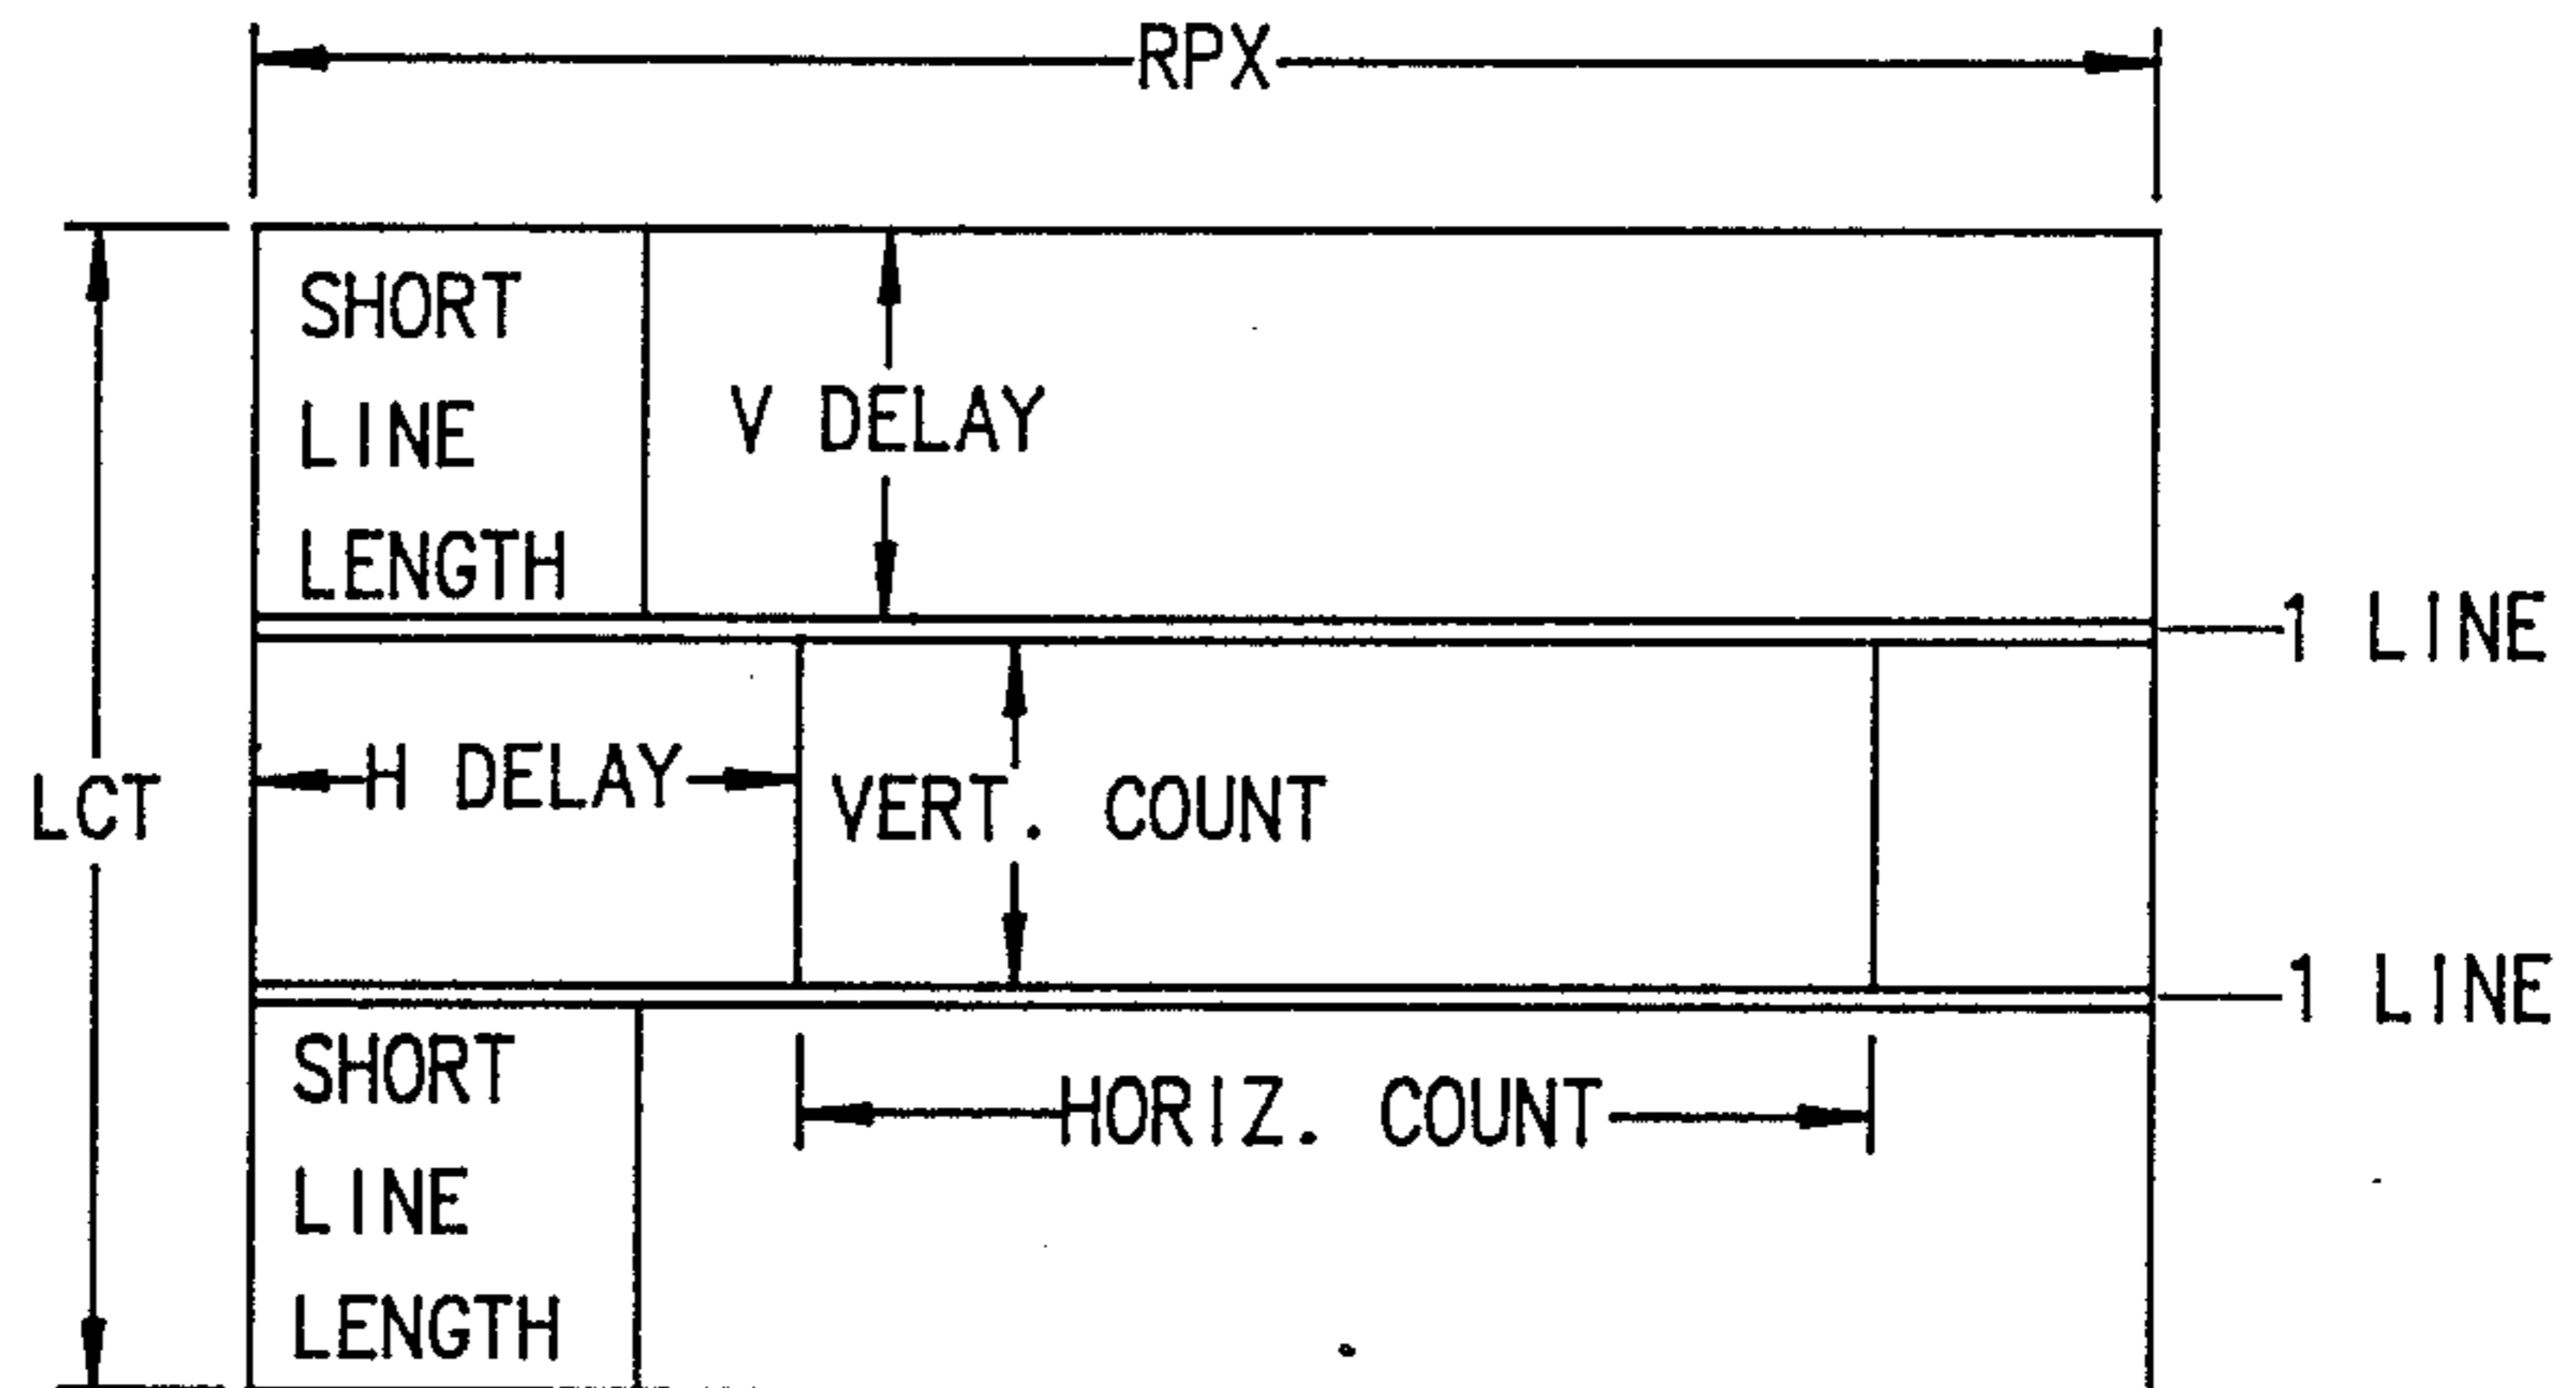 RPX
SHORT
LINE
LENGTH
V DELAY
1 LINE
H DELAY
LCT
VERT. COUNT
1 LINE
SHORT
LINE
LENGTH
HORIZ. COUNT